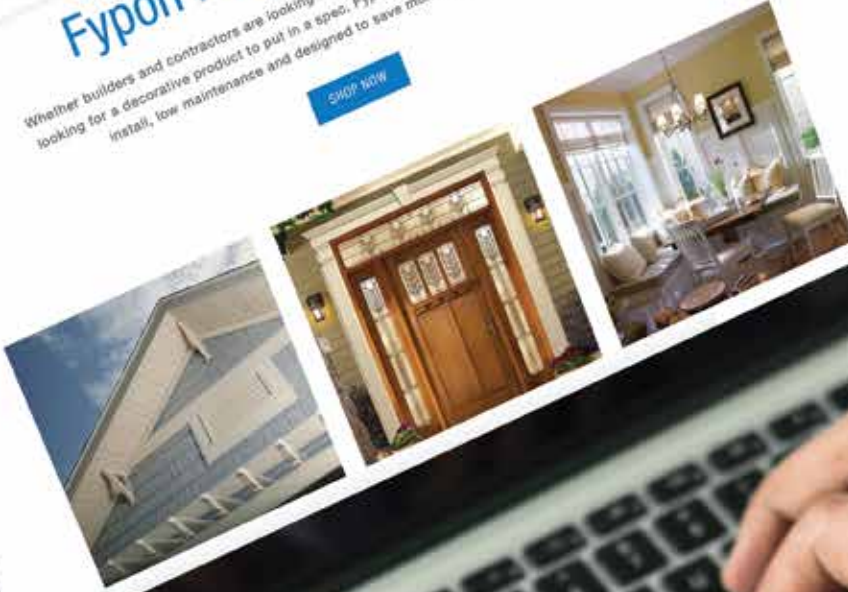 Fypon
Whether builders and contractors are looking
looking for a decorative product to put in a spec,
install, low maintenance and designed to save
SHOP NOW